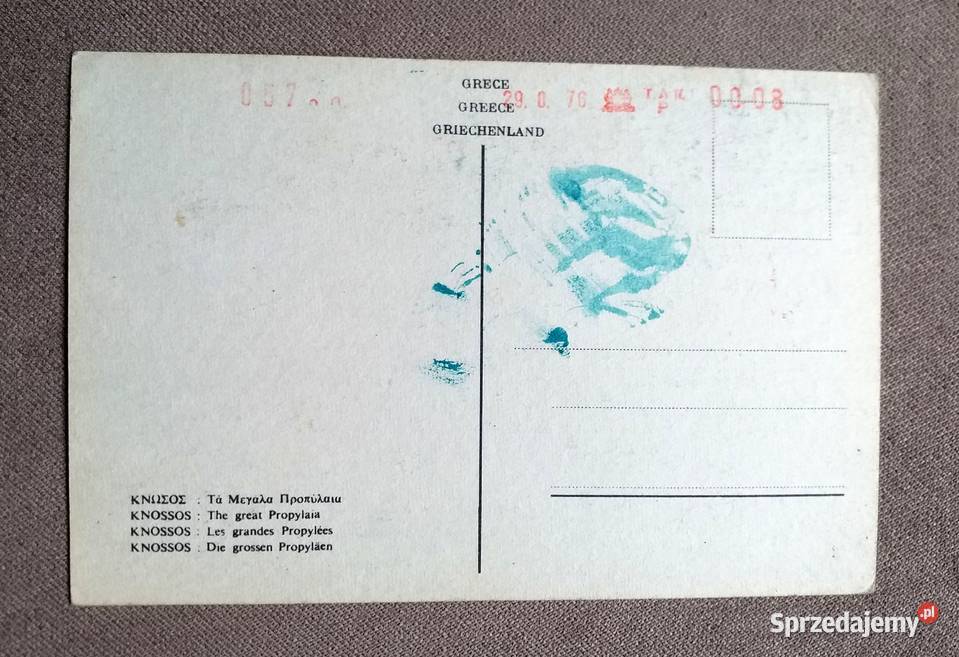 GRECE
GREECE
GRIECHENLAND
29. 0. 76. 0008
ΚΝΩΣΟΣ : Τά Μεγαλα Προπύλαια
KNOSSOS : The great Propylaia
KNOSSOS : Les grandes Propylées
KNOSSOS : Die grossen Propyläen
Sprzedajemy.pl